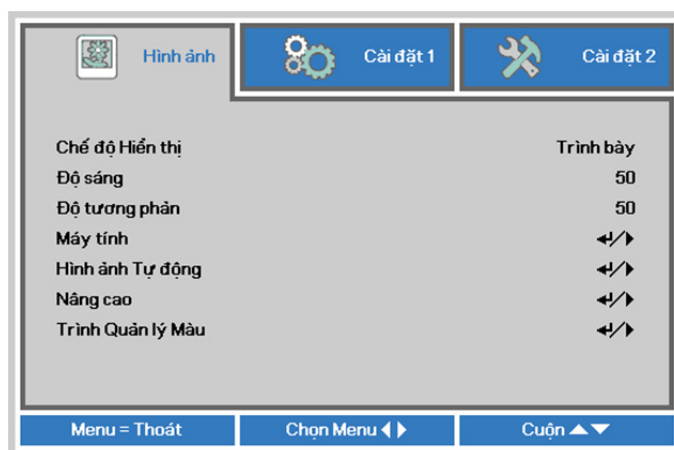 Hình ảnh Cài đặt 1 Cài đặt 2
Chế độ Hiển thị Trình bày
Độ sáng 50
Độ tương phản 50
Máy tính ↵/▶
Hình ảnh Tự động ↵/▶
Nâng cao ↵/▶
Trình Quản lý Màu ↵/▶
Menu = Thoát Chọn Menu ◀▶ Cuộn ▲▼